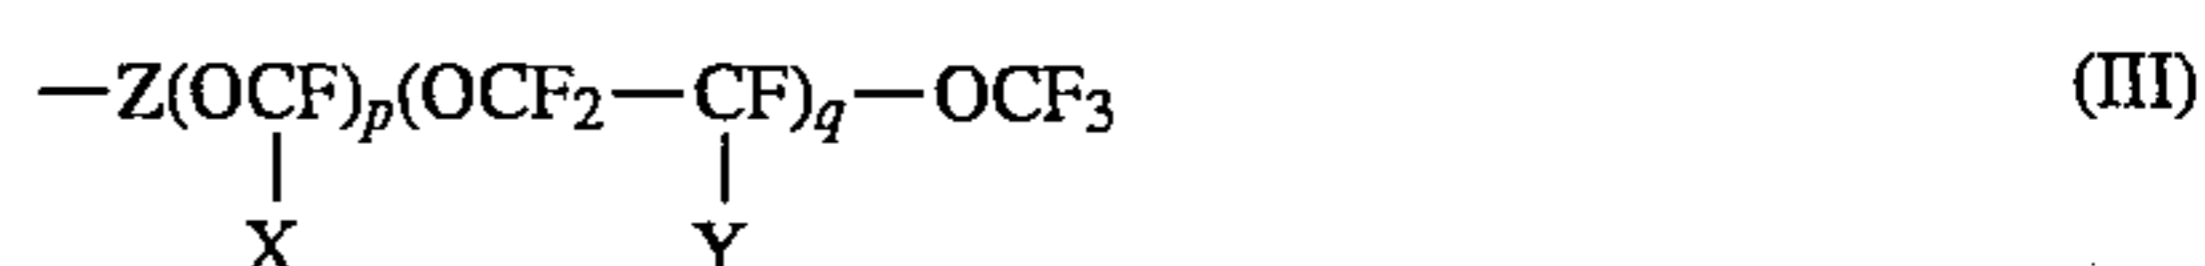 —Z(OCF)p(OCF2—CF)q—OCF3 (III)
X Y